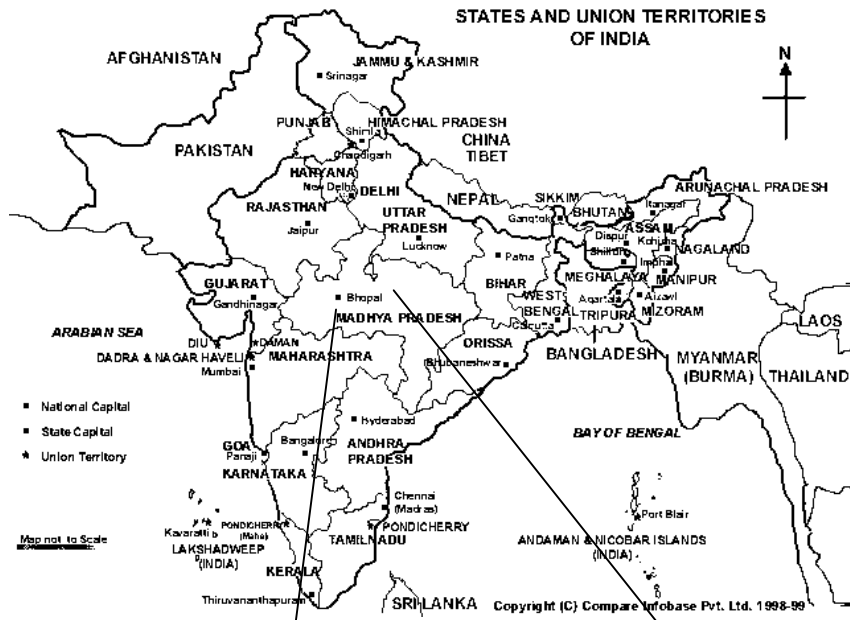 STATES AND UNION TERRITORIES
OF INDIA
N
AFGHANISTAN
JAMMU & KASHMIR
Srinagar
PUNJAB
HIMACHAL PRADESH
Shimla
Chandigarh
CHINA
TIBET
PAKISTAN
HARYANA
New Delhi
DELHI
NEPAL
SIKKIM
BHUTAN
ARUNACHAL PRADESH
Itanagar
RAJASTHAN
Jaipur
UTTAR
PRADESH
Lucknow
Gangtok
ASSAM
Dispur
Kohima
NAGALAND
Shillong
Imphal
Patna
BIHAR
MEGHALAYA
MANIPUR
GUJARAT
Gandhinagar
Bhopal
MADHYA PRADESH
WEST
BENGAL
Calcutta
Agartala
TRIPURA
Aizawl
MIZORAM
LAOS
ARABIAN SEA
DIU
DAMAN
DADRA & NAGAR HAVELI
Mumbai
MAHARASHTRA
ORISSA
Bhubaneshwar
BANGLADESH
MYANMAR
(BURMA)
THAILAND
National Capital
State Capital
Union Territory
Hyderabad
ANDHRA
PRADESH
BAY OF BENGAL
GOA
Panaji
Bangalore
KARNATAKA
Chennai
(Madras)
PONDICHERRY
PONDICHERRY
(Mahe)
TAMILNADU
Port Blair
ANDAMAN AND NICOBAR ISLANDS
(INDIA)
Kavaratti
LAKSHADWEEP
(INDIA)
Map not to Scale
KERALA
Thiruvananthapuram
SRI LANKA
Copyright (C) Compare Infobase Pvt. Ltd. 1998-99